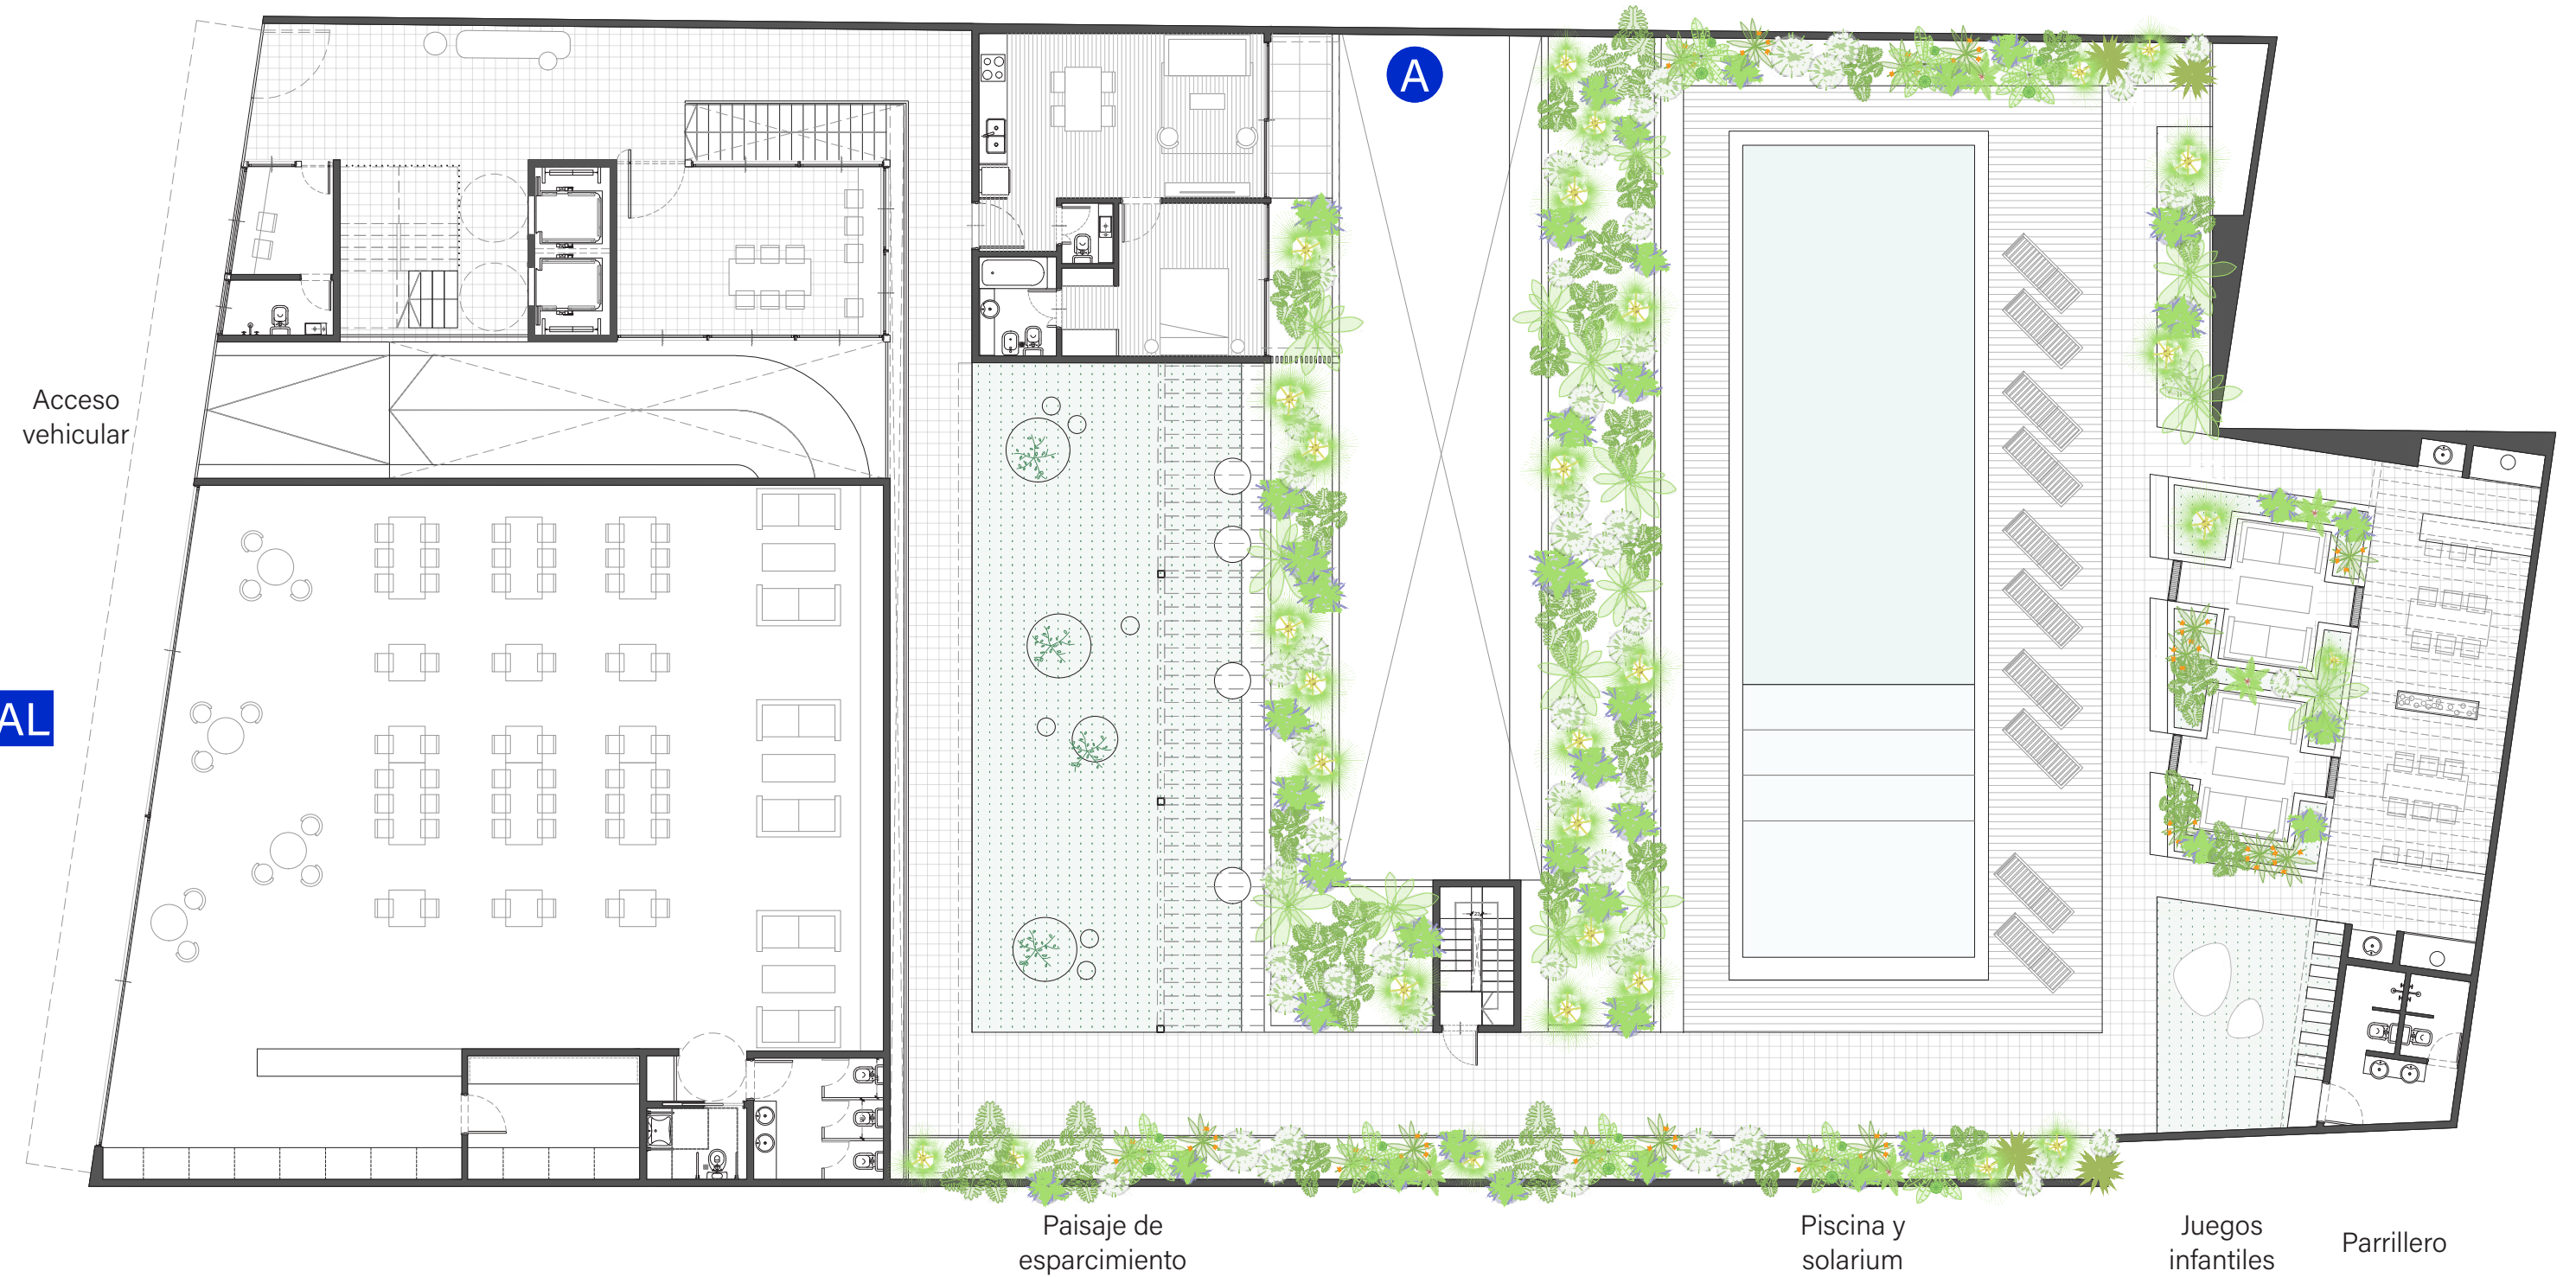 A
Acceso
vehicular
AL
Paisaje de
esparcimiento
Piscina y
solarium
Juegos
infantiles
Parrillero